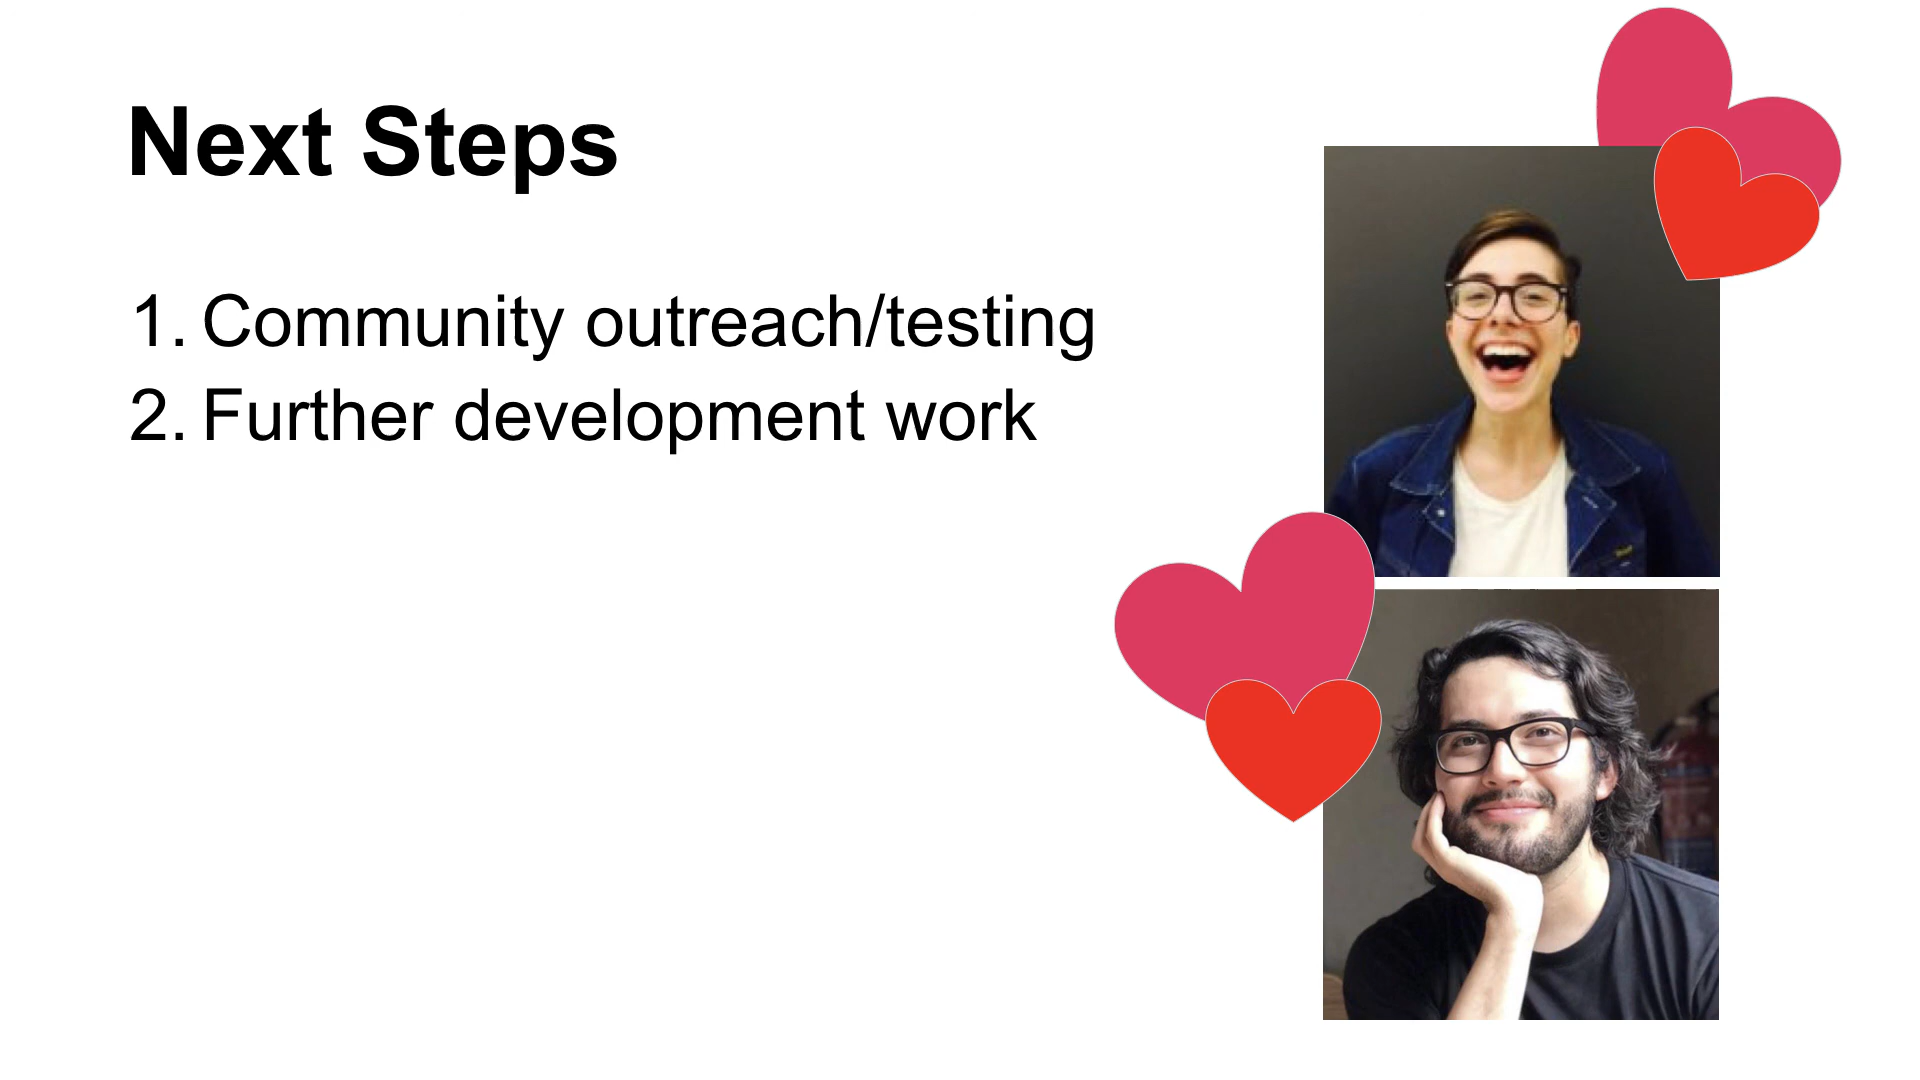 Next Steps
1. Community outreach/testing
2. Further development work